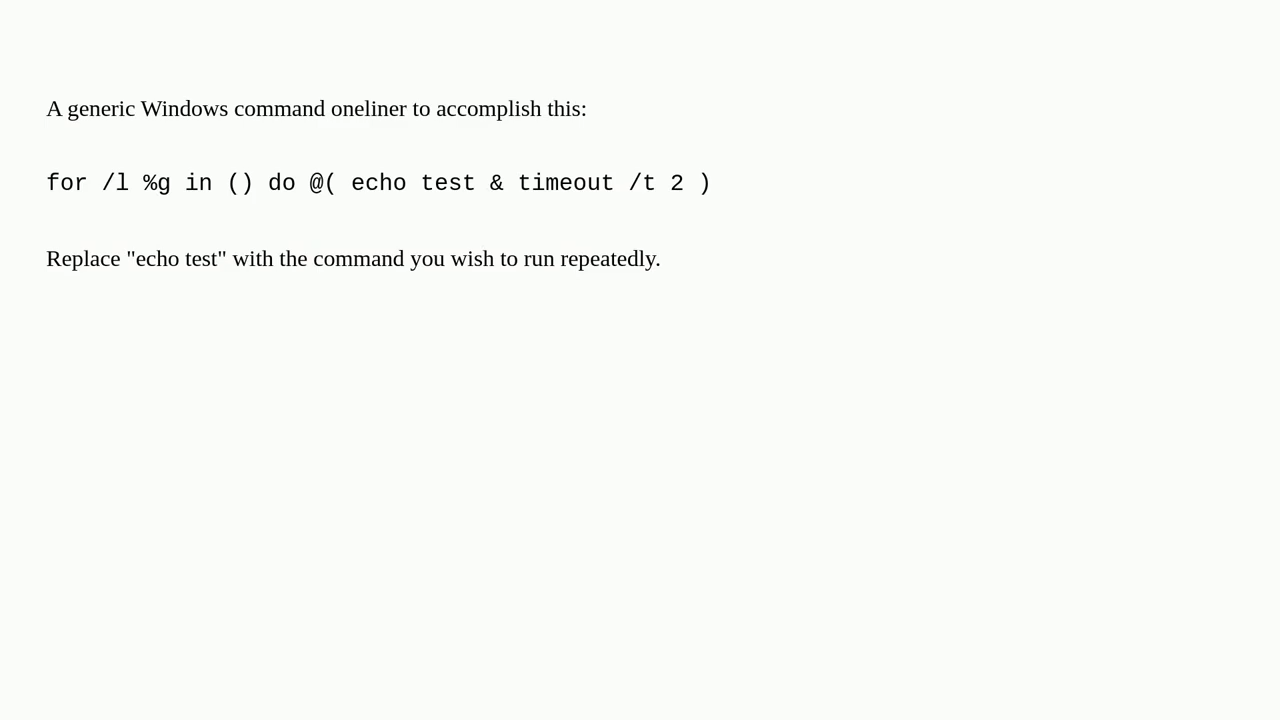 A generic Windows command oneliner to accomplish this:
for /l %g in () do @( echo test & timeout /t 2 )
Replace "echo test" with the command you wish to run repeatedly.